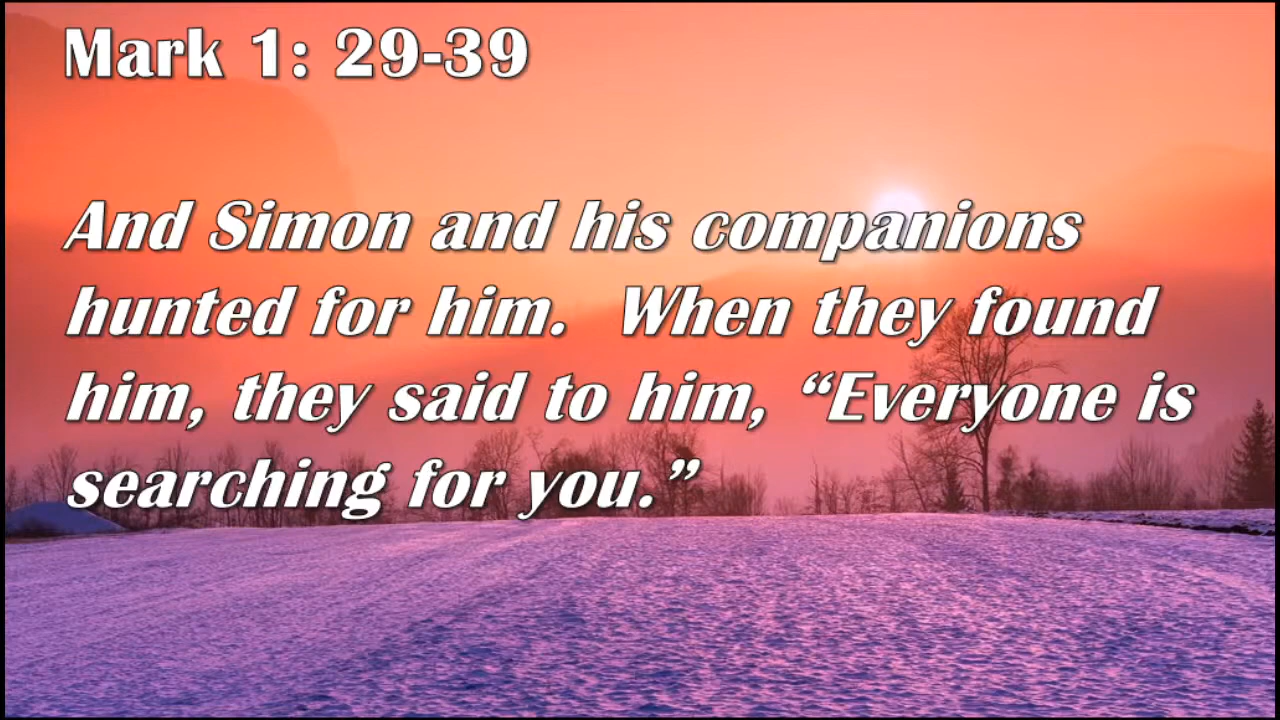 Mark 1: 29-39
And Simon and his companions
hunted for him.  When they found
him, they said to him, “Everyone is
searching for you.”